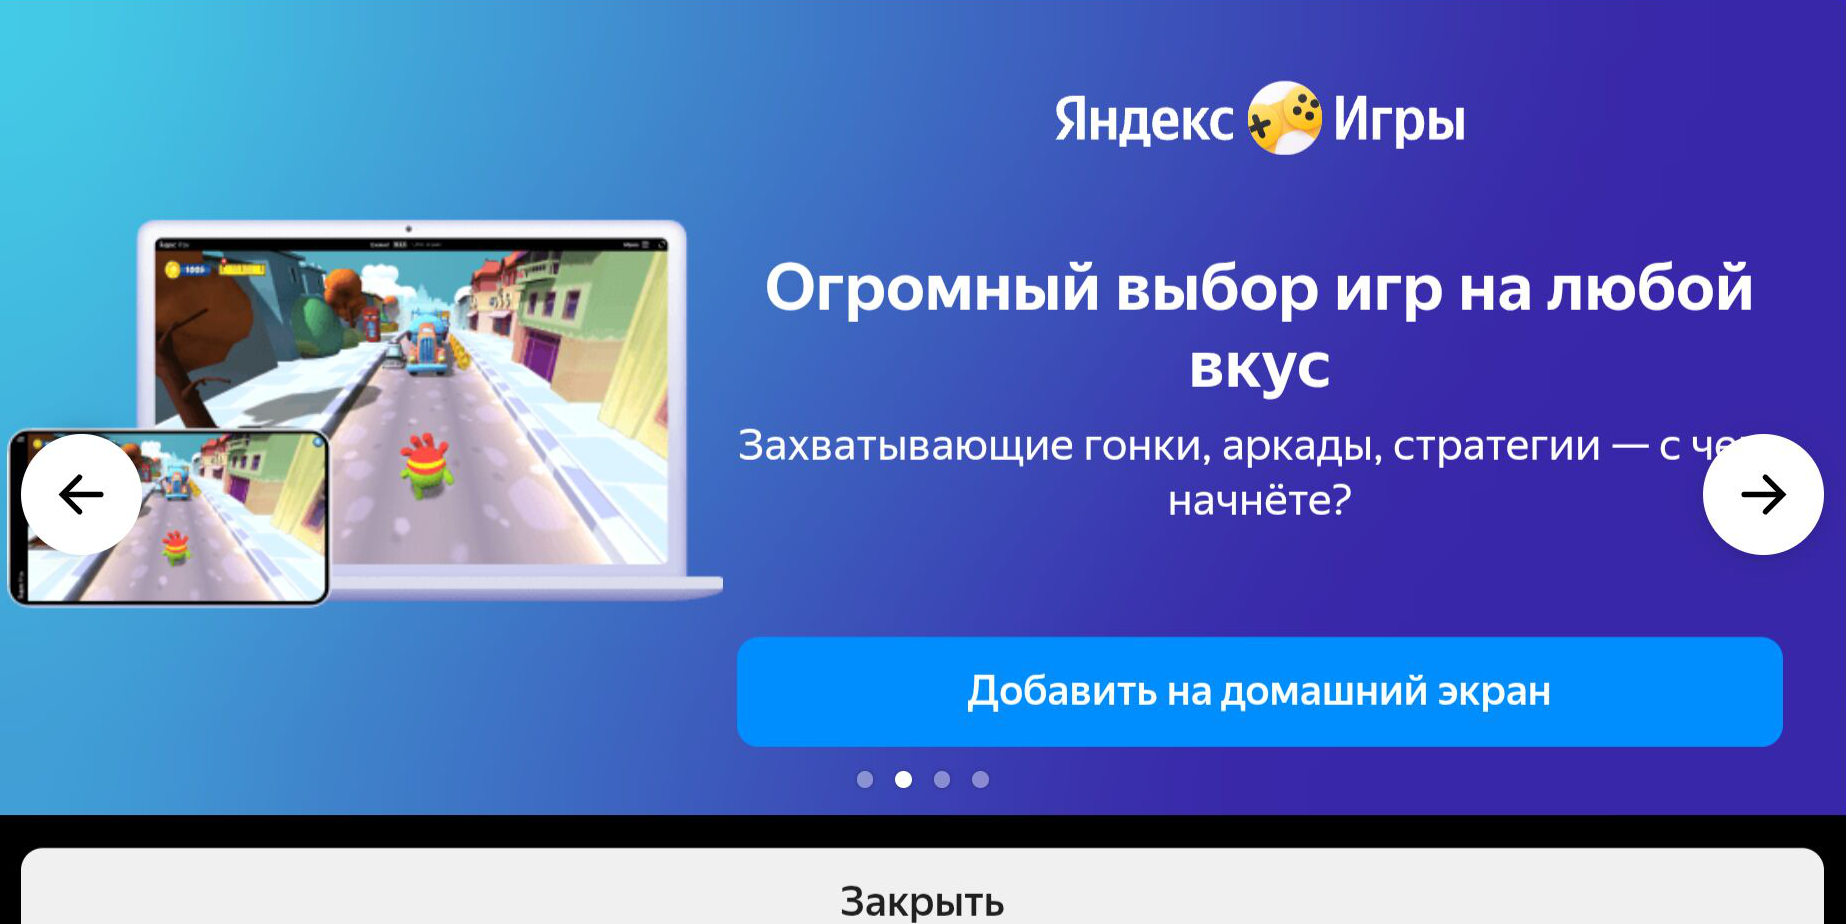 Яндекс Игры
Огромный выбор игр на любой
вкус
Захватывающие гонки, аркады, стратегии — с
начнёте?
Добавить на домашний экран
Закрыть